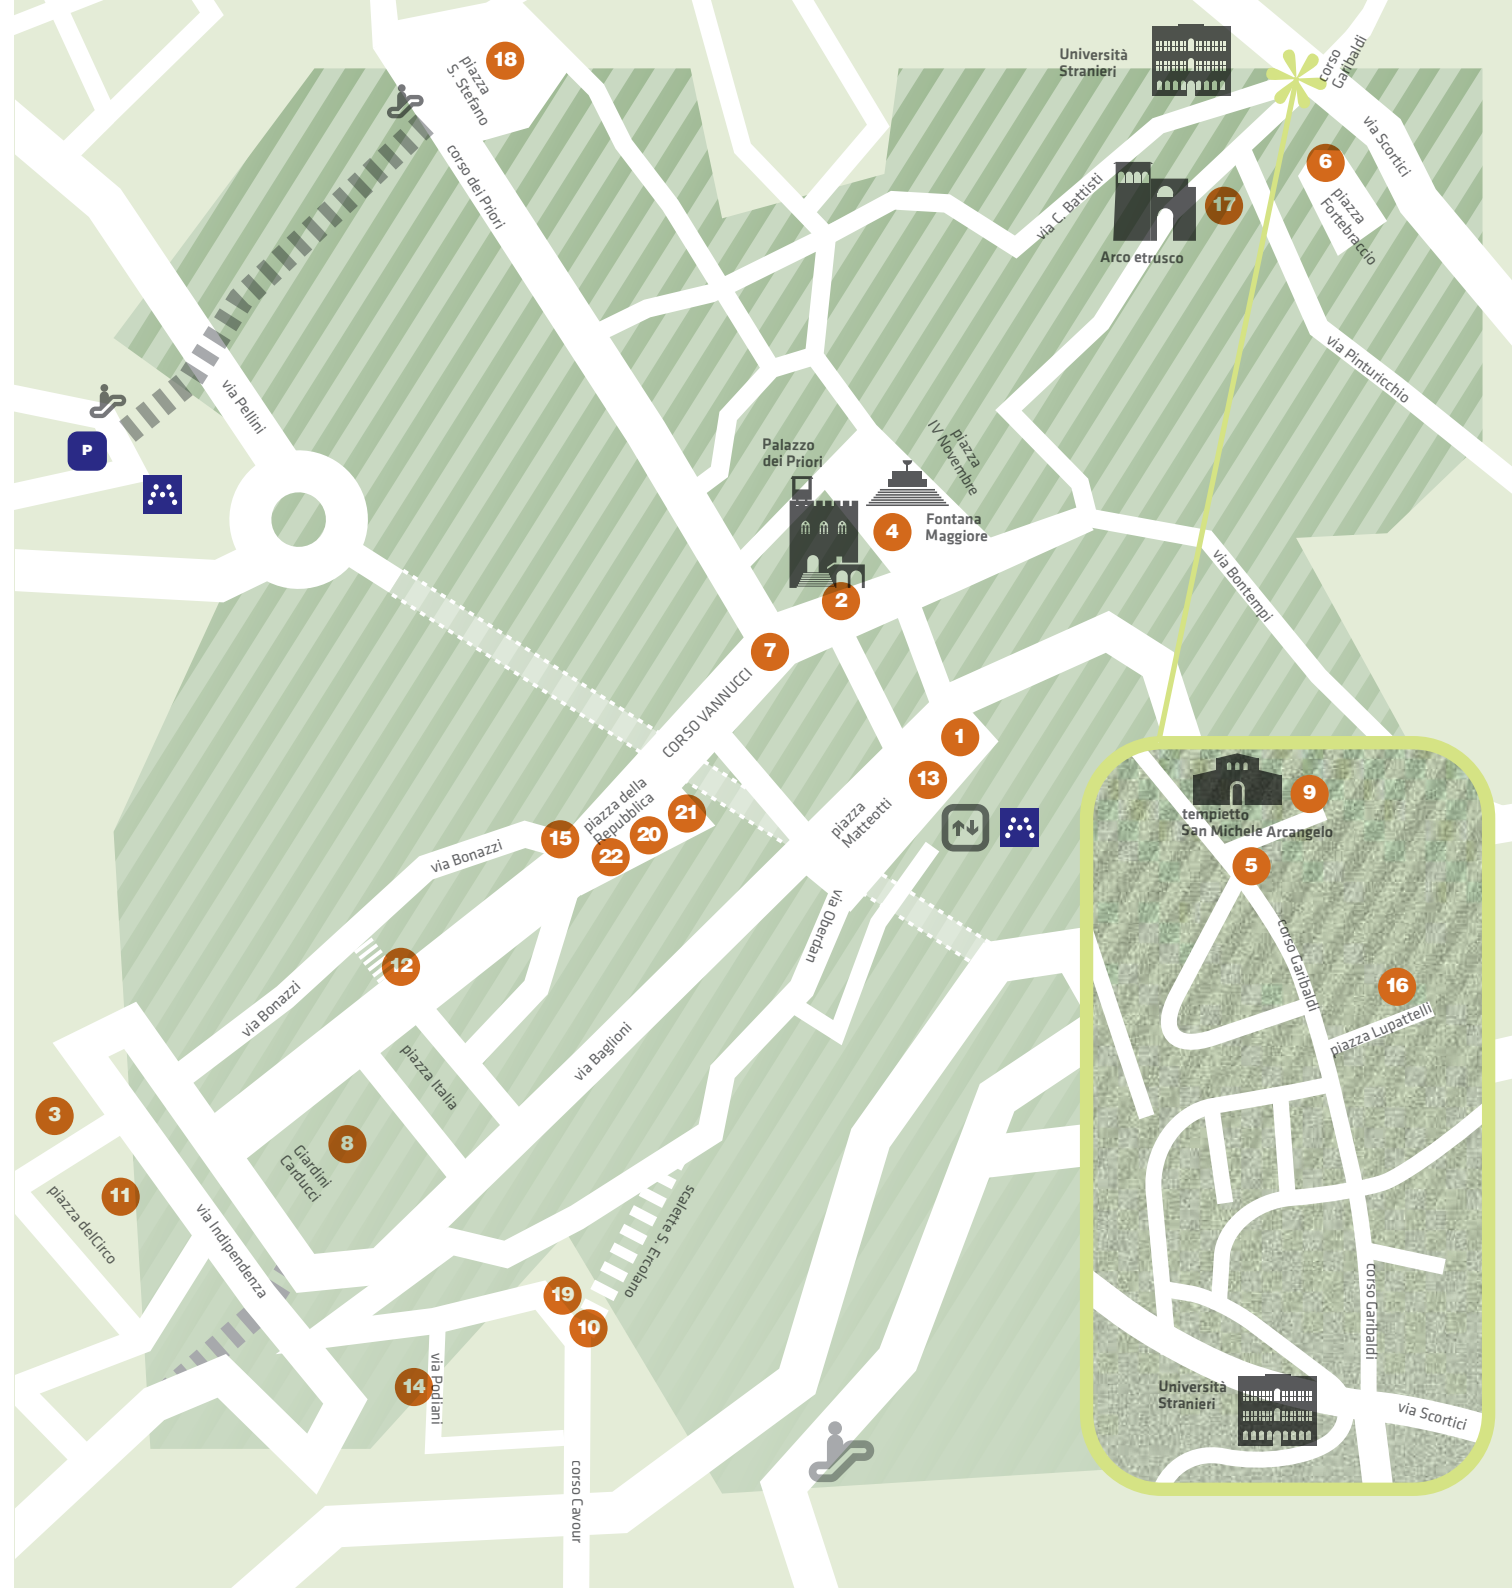 18
piazza
S. Stefano
Università
Stranieri
corso
Garibaldi
via Scortici
6
piazza
Fortebraccio
corso dei Priori
via C. Battisti
17
Arco etrusco
via Pinturicchio
via Pellini
P
Palazzo
dei Priori
piazza
IV Novembre
4
Fontana
Maggiore
2
via Bontempi
7
CORSO VANNUCCI
1
13
piazza
Matteotti
piazza della
Repubblica
21
20
22
15
via Bonazzi
via Oberdan
12
via Bonazzi
via Baglioni
piazza Italia
3
8
Giardini
Carducci
11
piazza delCirco
via Indipendenza
scalette S. Ercolano
19
10
14
via Podiani
corso Cavour
9
tempietto
San Michele Arcangelo
5
corso Garibaldi
16
piazza Lupattelli
corso Garibaldi
Università
Stranieri
via Scortici